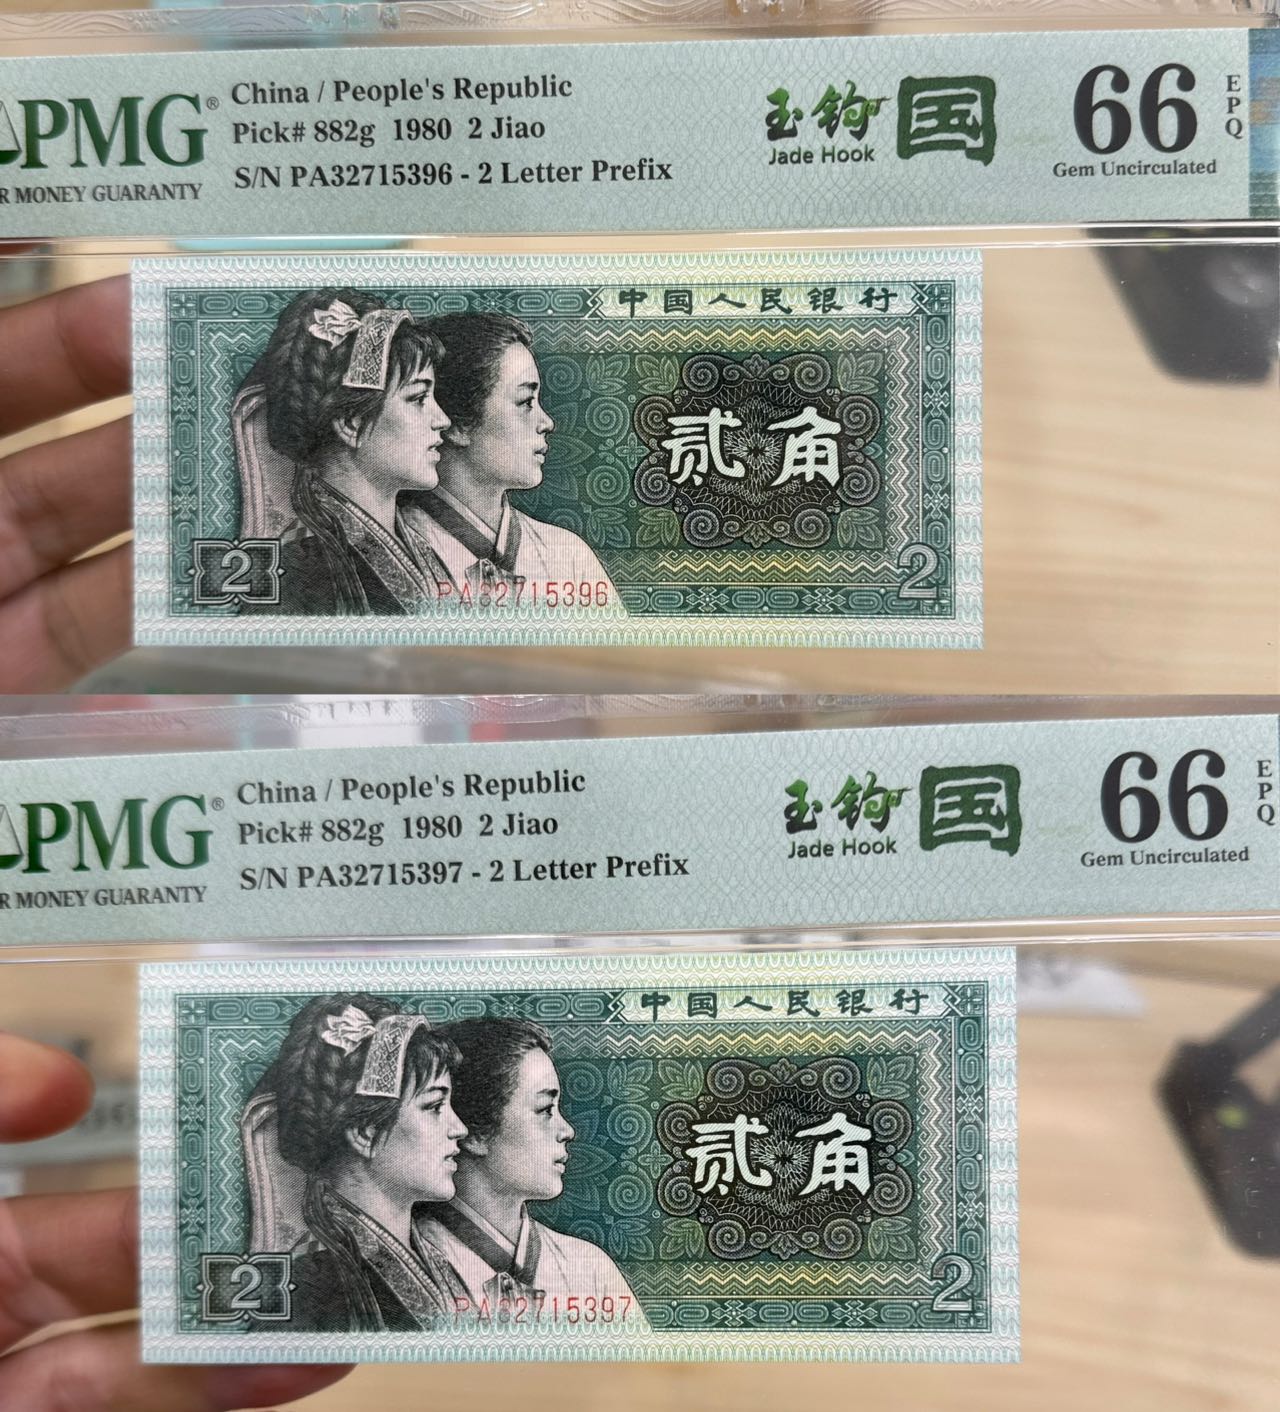 PMG®
R MONEY GUARANTY
China / People's Republic
Pick# 882g 1980 2 Jiao
S/N PA32715396 - 2 Letter Prefix
玉钩
Jade Hook
国
66
EPQ
Gem Uncirculated
中国人民银行
贰角
2
2
PA32715396
PMG®
R MONEY GUARANTY
China / People's Republic
Pick# 882g 1980 2 Jiao
S/N PA32715397 - 2 Letter Prefix
玉钩
Jade Hook
国
66
EPQ
Gem Uncirculated
中国人民银行
贰角
2
2
PA32715397